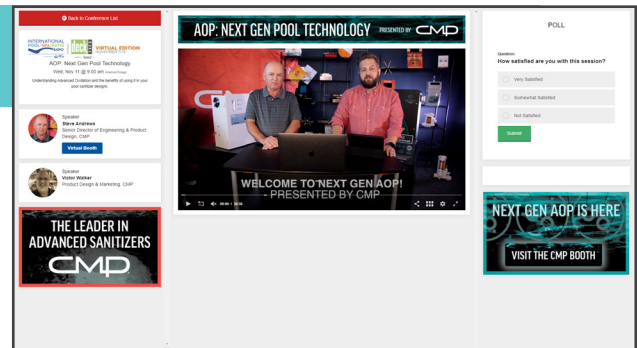 Back to Conference List
INTERNATIONAL
POOL | SPA | PATIO
EXPO
deck
VIRTUAL EDITION
AOP: Next Gen Pool Technology
Wed, Nov 11 @ 9:00 am
Understanding Advanced Oxidation and the benefits of using it in your
pool sanitizer designs.
Speaker
Steve Andrews
Senior Director of Engineering & Product
Design, CMP
Virtual Booth
Speaker
Victor Walker
Product Design & Marketing, CMP
THE LEADER IN
ADVANCED SANITIZERS
CMP
AOP: NEXT GEN POOL TECHNOLOGY PRESENTED BY CMP
WELCOME TO NEXT GEN AOP!
- PRESENTED BY CMP
POLL
Question:
How satisfied are you with this session?
Very Satisfied
Somewhat Satisfied
Not Satisfied
Submit
NEXT GEN AOP IS HERE
VISIT THE CMP BOOTH